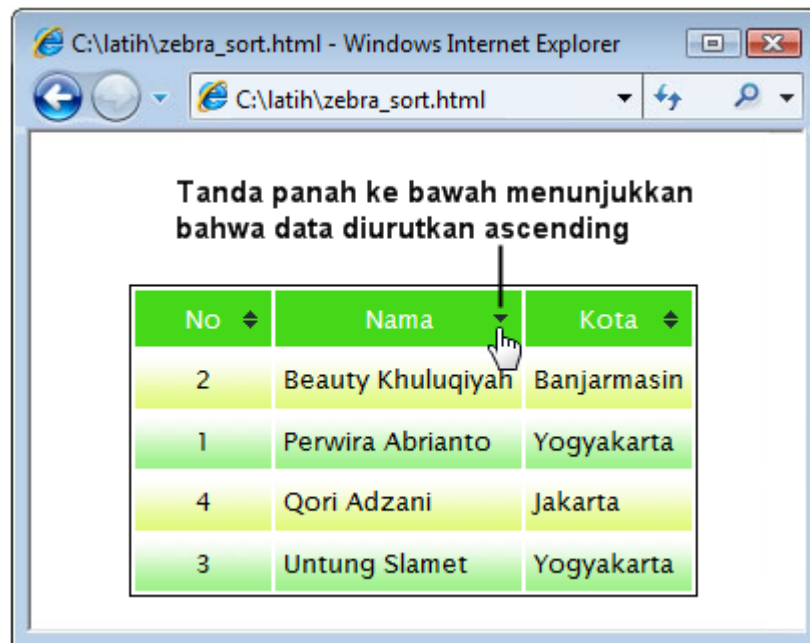 C:\latih\zebra_sort.html - Windows Internet Explorer
C:\latih\zebra_sort.html
Tanda panah ke bawah menunjukkan
bahwa data diurutkan ascending
No Nama Kota
2 Beauty Khuluqiyah Banjarmasin
1 Perwira Abrianto Yogyakarta
4 Qori Adzani Jakarta
3 Untung Slamet Yogyakarta